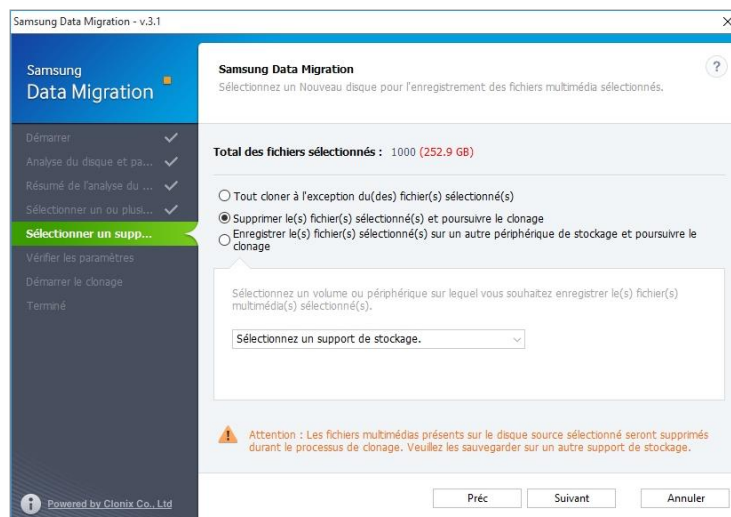 Samsung Data Migration - v.3.1
Samsung
Data Migration
Samsung Data Migration
Sélectionnez un Nouveau disque pour l'enregistrement des fichiers multimédia sélectionnés.
?
Démarrer
Analyse du disque et pa...
Résumé de l'analyse du ...
Sélectionner un ou plusi...
Sélectionner un supp...
Vérifier les paramètres
Démarrer le clonage
Terminé
Total des fichiers sélectionnés : 1000 (252.9 GB)
Tout cloner à l'exception du(des) fichier(s) sélectionné(s)
Supprimer le(s) fichier(s) sélectionné(s) et poursuivre le clonage
Enregistrer le(s) fichier(s) sélectionné(s) sur un autre périphérique de stockage et poursuivre le
clonage
Sélectionnez un volume ou périphérique sur lequel vous souhaitez enregistrer le(s) fichier(s)
multimédia(s) sélectionné(s).
Sélectionnez un support de stockage.
Attention : Les fichiers multimédias présents sur le disque source sélectionné seront supprimés
durant le processus de clonage. Veuillez les sauvegarder sur un autre support de stockage.
Powered by Clonix Co., Ltd
Préc
Suivant
Annuler